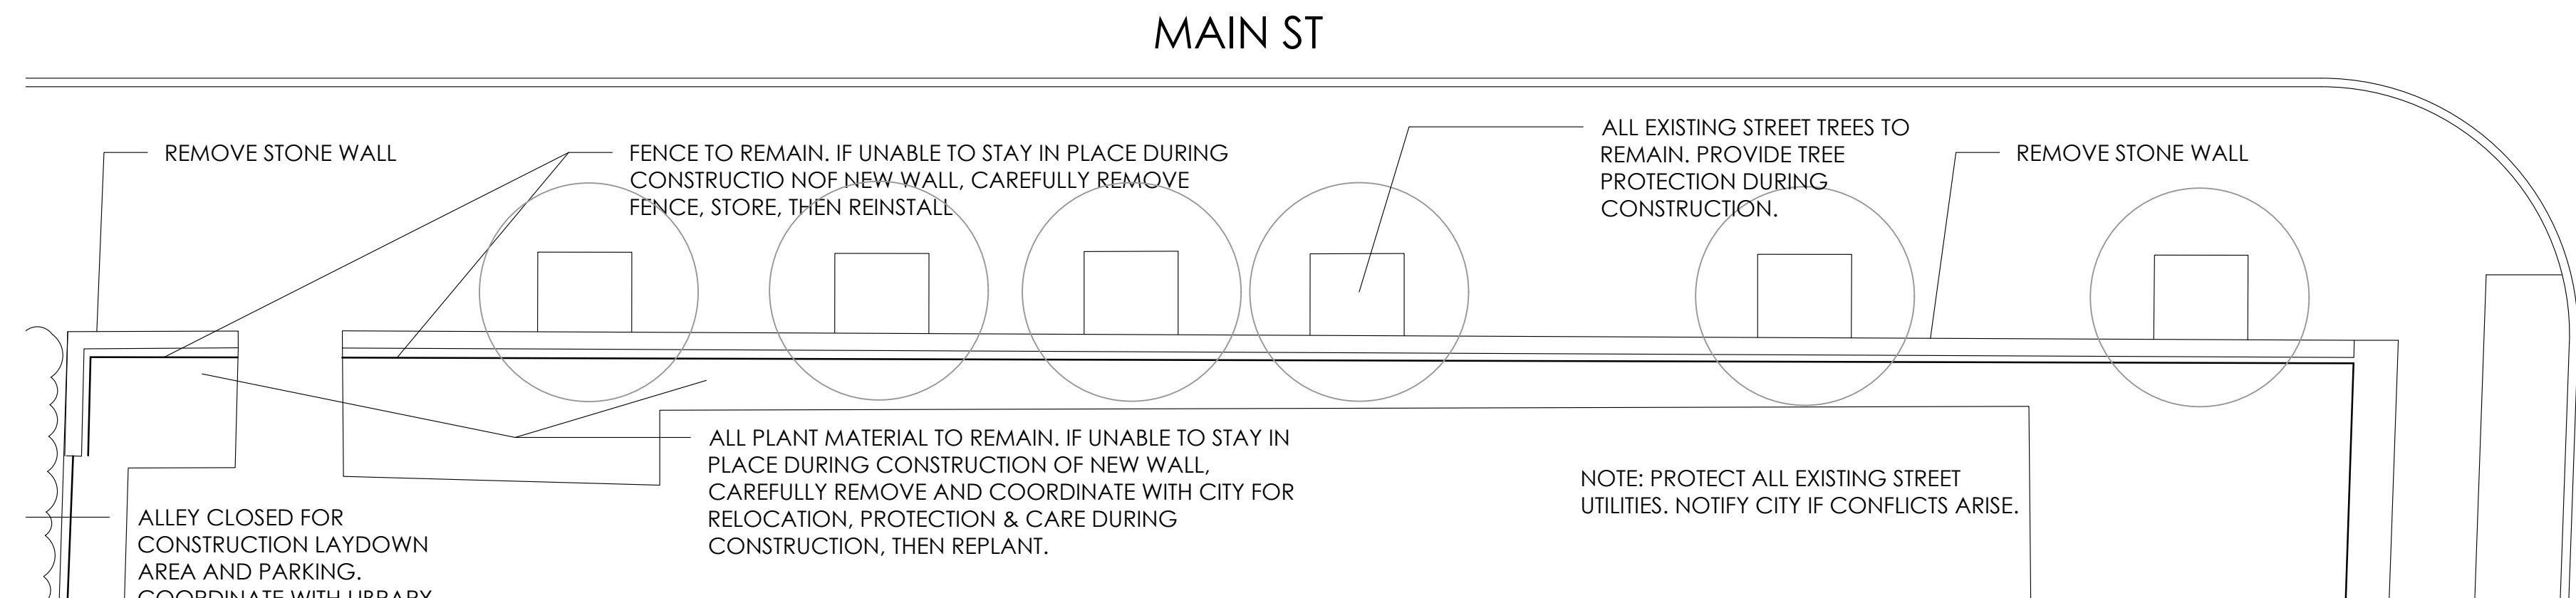 MAIN ST
REMOVE STONE WALL
FENCE TO REMAIN. IF UNABLE TO STAY IN PLACE DURING
CONSTRUCTIO NOF NEW WALL, CAREFULLY REMOVE
FENCE, STORE, THEN REINSTALL
ALL EXISTING STREET TREES TO
REMAIN. PROVIDE TREE
PROTECTION DURING
CONSTRUCTION.
REMOVE STONE WALL
ALL PLANT MATERIAL TO REMAIN. IF UNABLE TO STAY IN
PLACE DURING CONSTRUCTION OF NEW WALL,
CAREFULLY REMOVE AND COORDINATE WITH CITY FOR
RELOCATION, PROTECTION & CARE DURING
CONSTRUCTION, THEN REPLANT.
NOTE: PROTECT ALL EXISTING STREET
UTILITIES. NOTIFY CITY IF CONFLICTS ARISE.
ALLEY CLOSED FOR
CONSTRUCTION LAYDOWN
AREA AND PARKING.
COORDINATE WITH LIBRARY